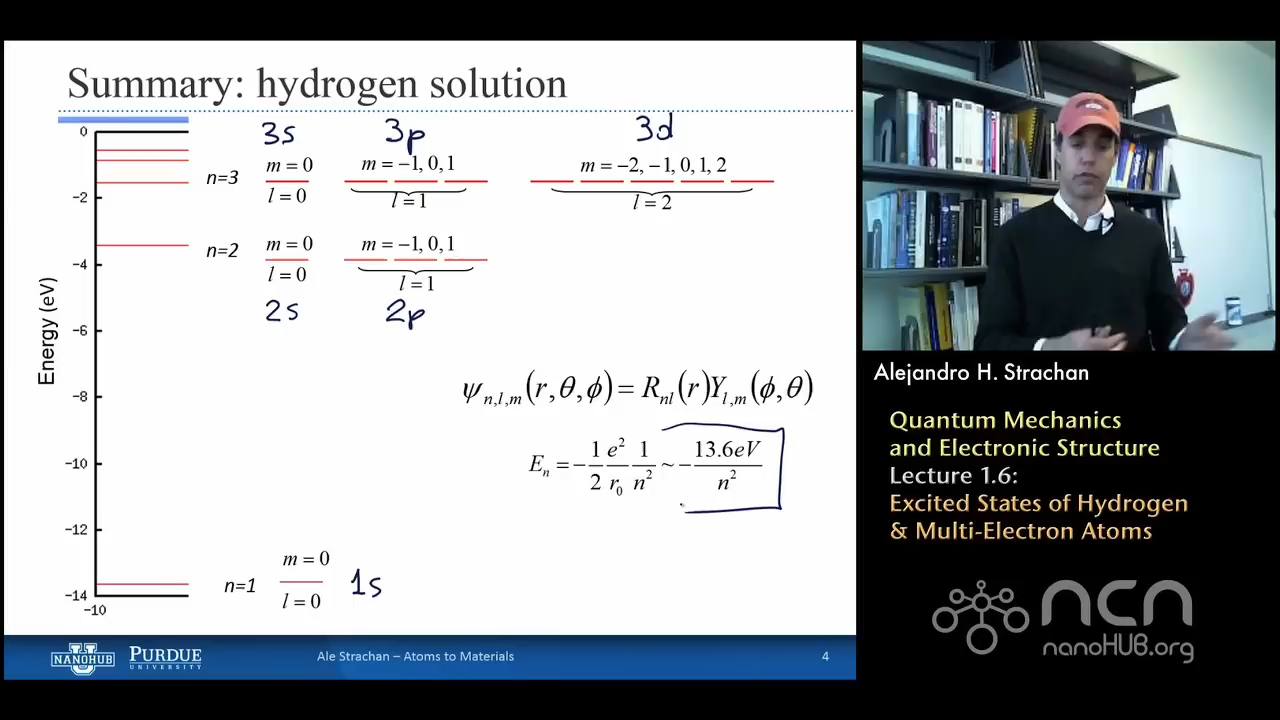 Summary: hydrogen solution
3s 3p 3d
0
n=3 m = 0 m = −1, 0, 1 m = −2, −1, 0, 1, 2
l = 0 l = 1 l = 2
−2
n=2 m = 0 m = −1, 0, 1
l = 0 l = 1
−4
2s 2p
−6
Energy (eV)
−8
ψn,l,m(r,θ,ϕ) = Rnl(r)Yl,m(ϕ,θ)
En = −1/2 e²/r0 1/n² ~ −13.6eV/n²
−10
−12
m = 0
n=1 1s
l = 0
−14
−10
NANOHUB PURDUE UNIVERSITY Ale Strachan – Atoms to Materials 4
Alejandro H. Strachan
Quantum Mechanics
and Electronic Structure
Lecture 1.6:
Excited States of Hydrogen
& Multi-Electron Atoms
ncn
nanoHUB.org